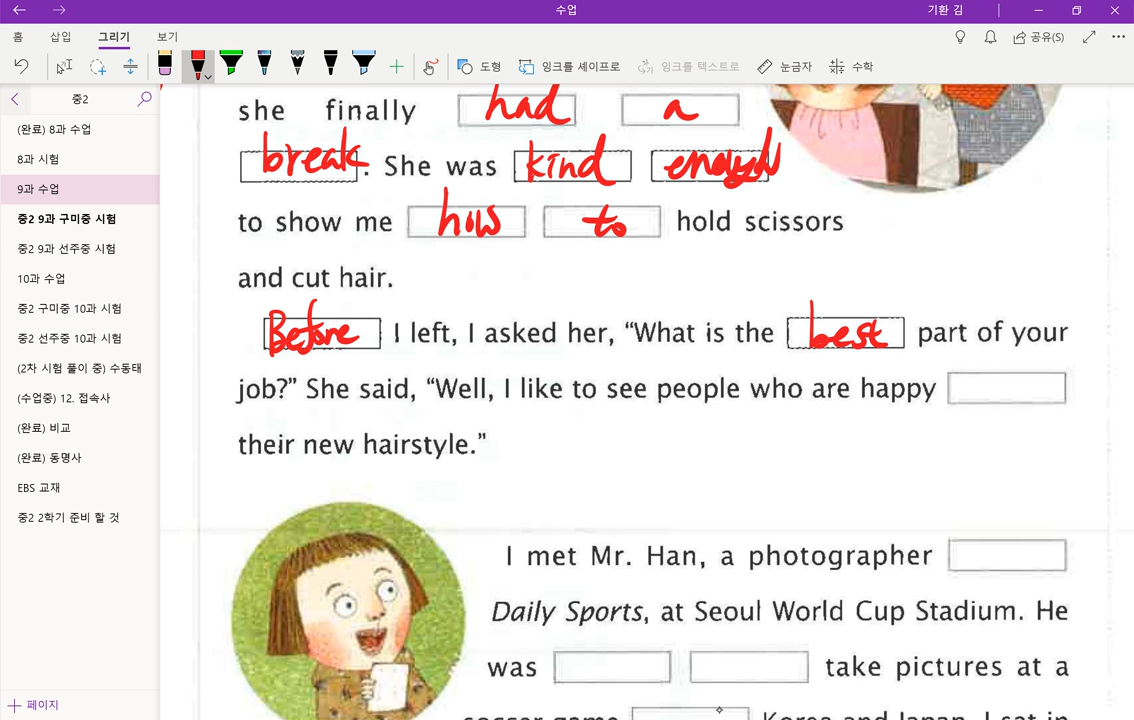 수업
기환 김
홈 삽입 그리기 보기
공유(S)
도형 잉크를 셰이프로 잉크를 텍스트로 눈금자 수학
중2
(완료) 8과 수업
8과 시험
9과 수업
중2 9과 구미중 시험
중2 9과 선주중 시험
10과 수업
중2 구미중 10과 시험
중2 선주중 10과 시험
(2차 시험 풀이 중) 수동태
(수업중) 12. 접속사
(완료) 비교
(완료) 동명사
EBS 교재
중2 2학기 준비 할 것
페이지
she finally had a
break. She was kind enough
to show me how to hold scissors
and cut hair.
Before I left, I asked her, “What is the best part of your
job?” She said, “Well, I like to see people who are happy
their new hairstyle.”
I met Mr. Han, a photographer
Daily Sports, at Seoul World Cup Stadium. He
was take pictures at a
soccer game Korea and Japan. I sat in